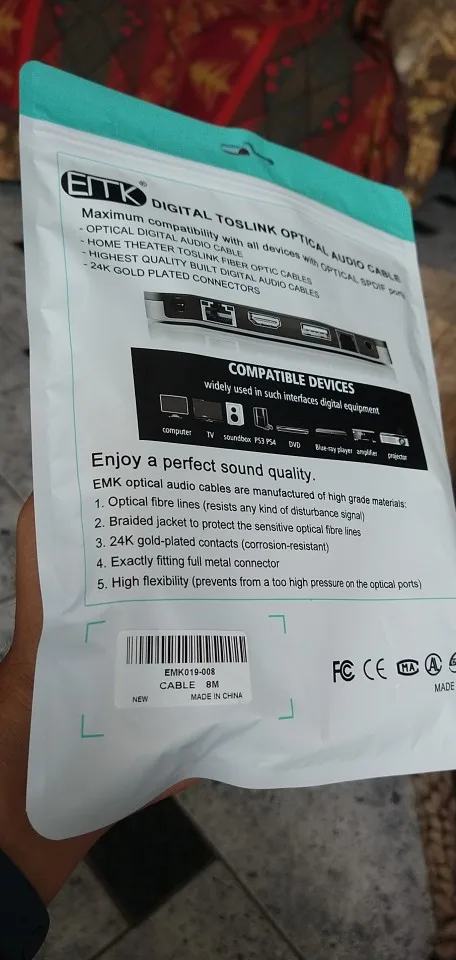 EMK®
DIGITAL TOSLINK OPTICAL AUDIO CABLE
Maximum compatibility with all devices with OPTICAL SPDIF port
- OPTICAL DIGITAL AUDIO CABLE
- HOME THEATER TOSLINK FIBER OPTIC CABLES
- HIGHEST QUALITY BUILT DIGITAL AUDIO CABLES
- 24K GOLD PLATED CONNECTORS
COMPATIBLE DEVICES
widely used in such interfaces digital equipment
computer TV soundbox PS3 PS4 DVD Blue-ray player amplifier projector
Enjoy a perfect sound quality.
EMK optical audio cables are manufactured of high grade materials:
1. Optical fibre lines (resists any kind of disturbance signal)
2. Braided jacket to protect the sensitive optical fibre lines
3. 24K gold-plated contacts (corrosion-resistant)
4. Exactly fitting full metal connector
5. High flexibility (prevents from a too high pressure on the optical ports)
EMK019-008
CABLE 8M
NEW MADE IN CHINA
FC CE MA
MADE